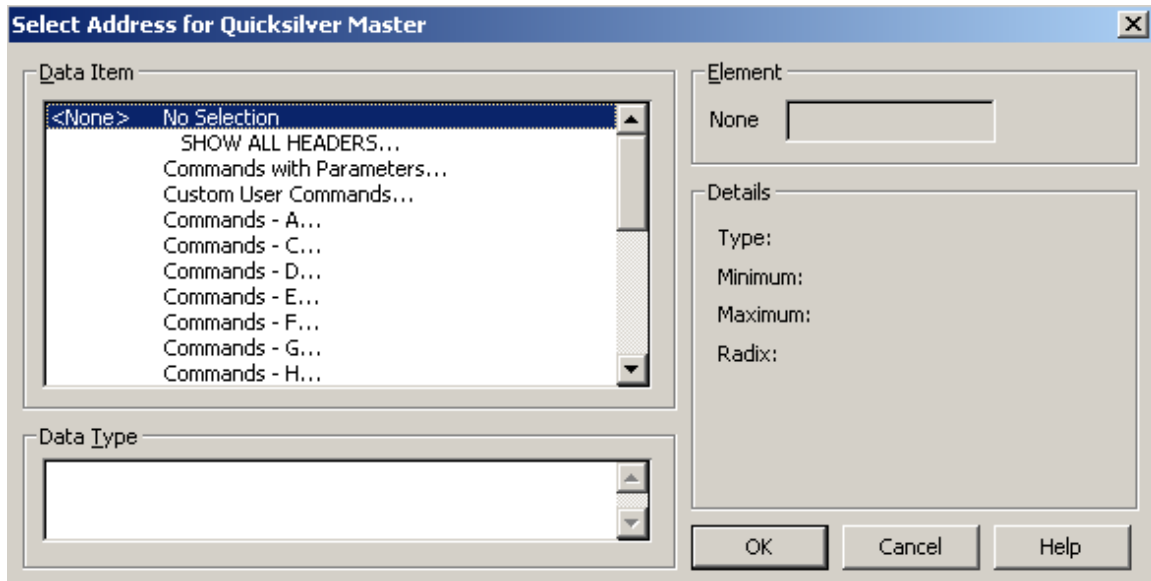 Select Address for Quicksilver Master
Data Item
<None> No Selection
SHOW ALL HEADERS...
Commands with Parameters...
Custom User Commands...
Commands - A...
Commands - C...
Commands - D...
Commands - E...
Commands - F...
Commands - G...
Commands - H...
Data Type
Element
None
Details
Type:
Minimum:
Maximum:
Radix:
OK
Cancel
Help